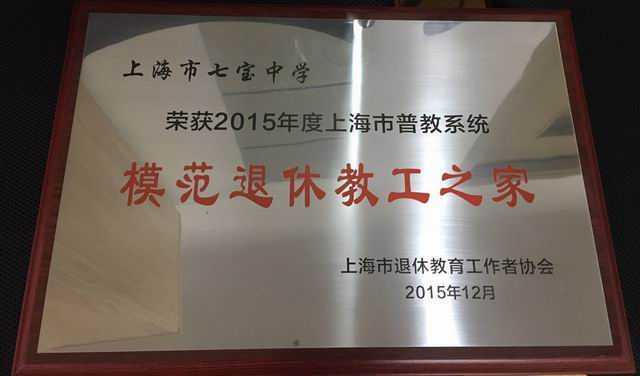 上海市七宝中学
荣获2015年度上海市普教系统
模范退休教工之家
上海市退休教育工作者协会
2015年12月